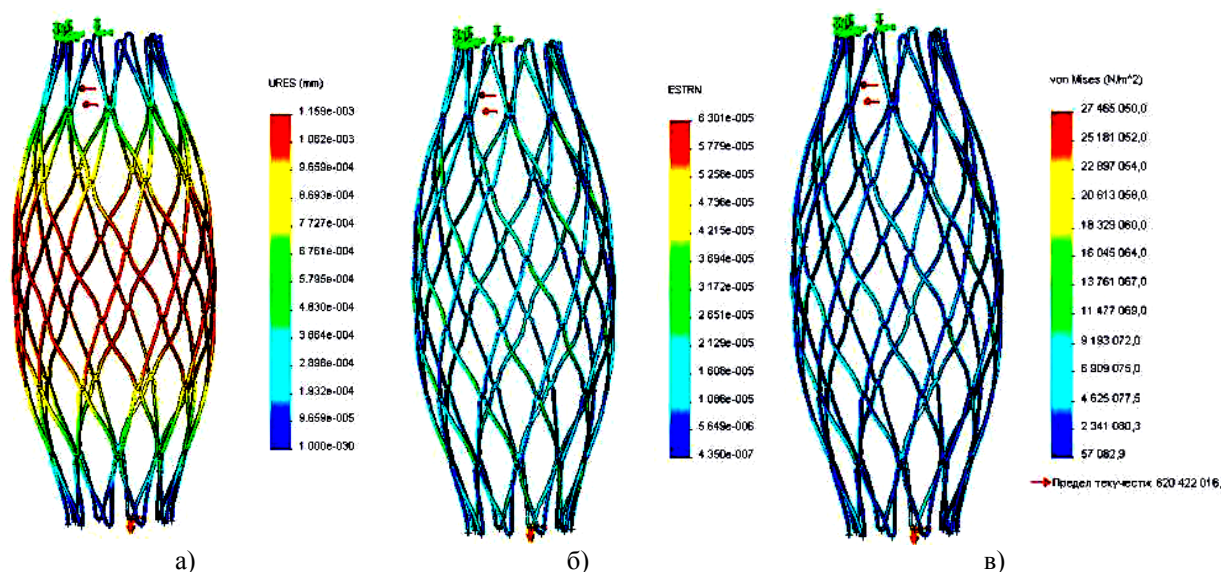 URES (mm)
1.159e-003
1.062e-003
9.659e-004
8.693e-004
7.727e-004
6.761e-004
5.795e-004
4.830e-004
3.864e-004
2.898e-004
1.932e-004
9.659e-005
1.000e-030
а)
ESTRN
6.301e-005
5.779e-005
5.258e-005
4.736e-005
4.215e-005
3.694e-005
3.172e-005
2.651e-005
2.129e-005
1.608e-005
1.086e-005
5.649e-006
4.350e-007
б)
von Mises (N/m^2)
27 465 050,0
25 181 052,0
22 897 054,0
20 613 058,0
18 329 060,0
16 045 064,0
13 761 067,0
11 477 069,0
9 193 072,0
6 909 075,0
4 625 077,5
2 341 080,3
57 082,9
Предел текучести: 620 422 016,
в)